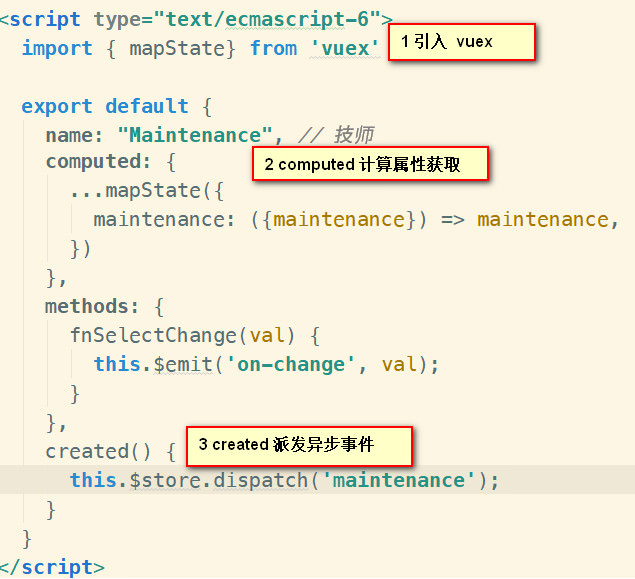 <script type="text/ecmascript-6">
import { mapState} from 'vuex'
1 引入 vuex
export default {
name: "Maintenance", // 技师
computed: {
2 computed 计算属性获取
...mapState({
maintenance: ({maintenance}) => maintenance,
})
},
methods: {
fnSelectChange(val) {
this.$emit('on-change', val);
}
},
created() {
3 created 派发异步事件
this.$store.dispatch('maintenance');
}
}
</script>